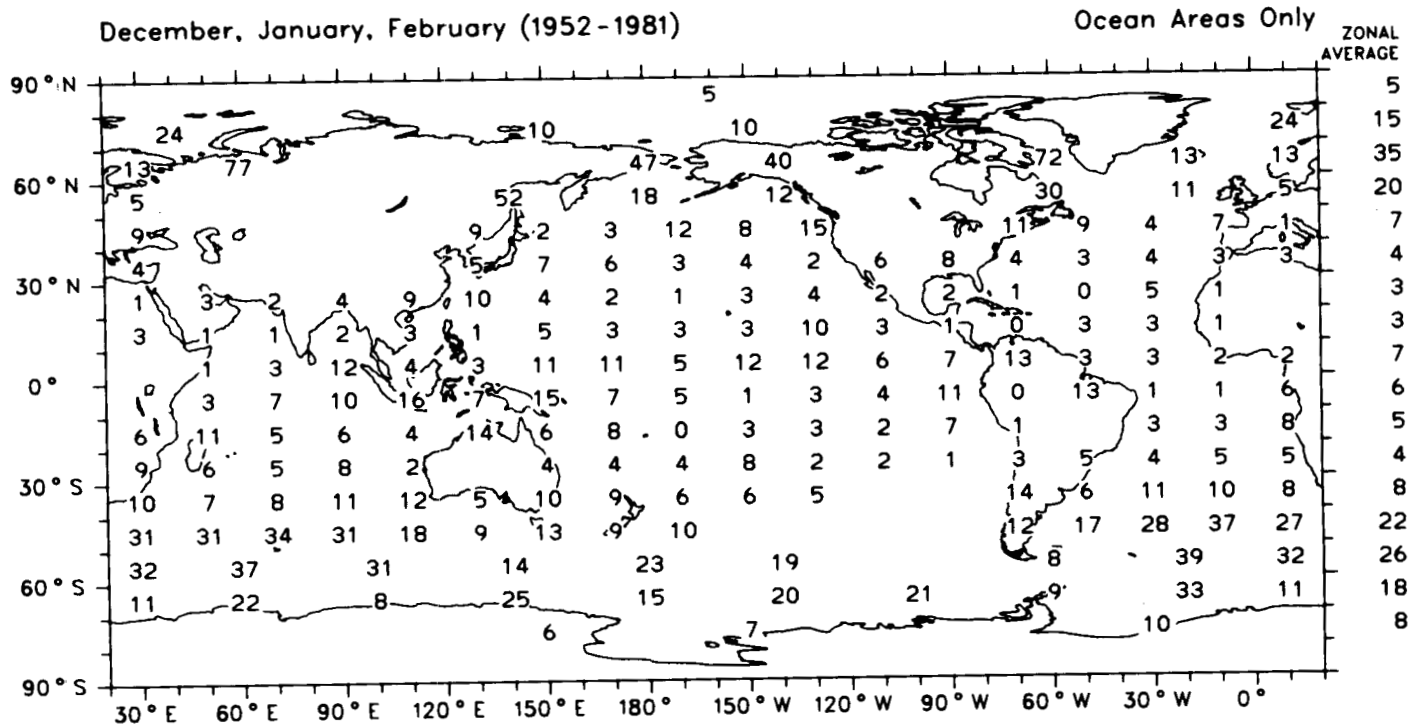 December, January, February (1952-1981) Ocean Areas Only ZONAL
AVERAGE
90°N 5 5
24 10 10 24 15
13 77 47 40 72 13 13 35
60°N
5 52 18 12 30 11 5 20
9 9 2 3 12 8 15 11 9 4 7 1 7
4 5 7 6 3 4 2 6 8 4 3 4 3 3 4
30°N
1 3 2 4 9 10 4 2 1 3 4 2 2 1 0 5 1 3
3 1 1 2 3 1 5 3 3 3 10 3 1 0 3 3 1 3
1 3 12 4 3 11 11 5 12 12 6 7 13 3 3 2 2 7
0°
3 7 10 16 7 15 7 5 1 3 4 11 0 13 1 1 6 6
6 11 5 6 4 14 6 8 0 3 3 2 7 1 3 3 8 5
9 6 5 8 2 4 4 4 8 2 2 1 3 5 4 5 5 4
30°S
10 7 8 11 12 5 10 9 6 6 5 14 6 11 10 8 8
31 31 34 31 18 9 13 9 10 12 17 28 37 27 22
32 37 31 14 23 19 8 39 32 26
60°S
11 22 8 25 15 20 21 9 33 11 18
6 7 10 8
90°S
30°E 60°E 90°E 120°E 150°E 180° 150°W 120°W 90°W 60°W 30°W 0°